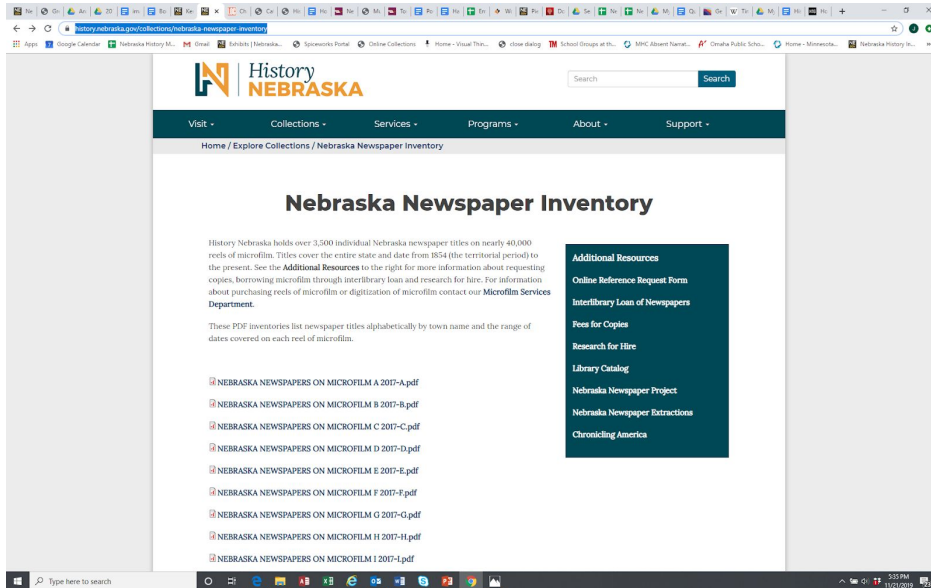 history.nebraska.gov/collections/nebraska-newspaper-inventory
Apps Google Calendar Nebraska History M... Gmail Exhibits | Nebraska... Spiceworks Portal Online Collections Home - Visual Thin... close dialog School Groups at th... MHC Absent Narrat... Omaha Public Scho... Home - Minnesota... Nebraska History In...
History
NEBRASKA
Search Search
Visit Collections Services Programs About Support
Home / Explore Collections / Nebraska Newspaper Inventory
Nebraska Newspaper Inventory
History Nebraska holds over 3,500 individual Nebraska newspaper titles on nearly 40,000
reels of microfilm. Titles cover the entire state and date from 1854 (the territorial period) to
the present. See the Additional Resources to the right for more information about requesting
copies, borrowing microfilm through interlibrary loan and research for hire. For information
about purchasing reels of microfilm or digitization of microfilm contact our Microfilm Services
Department.
These PDF inventories list newspaper titles alphabetically by town name and the range of
dates covered on each reel of microfilm.
NEBRASKA NEWSPAPERS ON MICROFILM A 2017-A.pdf
NEBRASKA NEWSPAPERS ON MICROFILM B 2017-B.pdf
NEBRASKA NEWSPAPERS ON MICROFILM C 2017-C.pdf
NEBRASKA NEWSPAPERS ON MICROFILM D 2017-D.pdf
NEBRASKA NEWSPAPERS ON MICROFILM E 2017-E.pdf
NEBRASKA NEWSPAPERS ON MICROFILM F 2017-F.pdf
NEBRASKA NEWSPAPERS ON MICROFILM G 2017-G.pdf
NEBRASKA NEWSPAPERS ON MICROFILM H 2017-H.pdf
NEBRASKA NEWSPAPERS ON MICROFILM I 2017-I.pdf
Additional Resources
Online Reference Request Form
Interlibrary Loan of Newspapers
Fees for Copies
Research for Hire
Library Catalog
Nebraska Newspaper Project
Nebraska Newspaper Extractions
Chronicling America
Type here to search
5:35 PM
11/21/2019